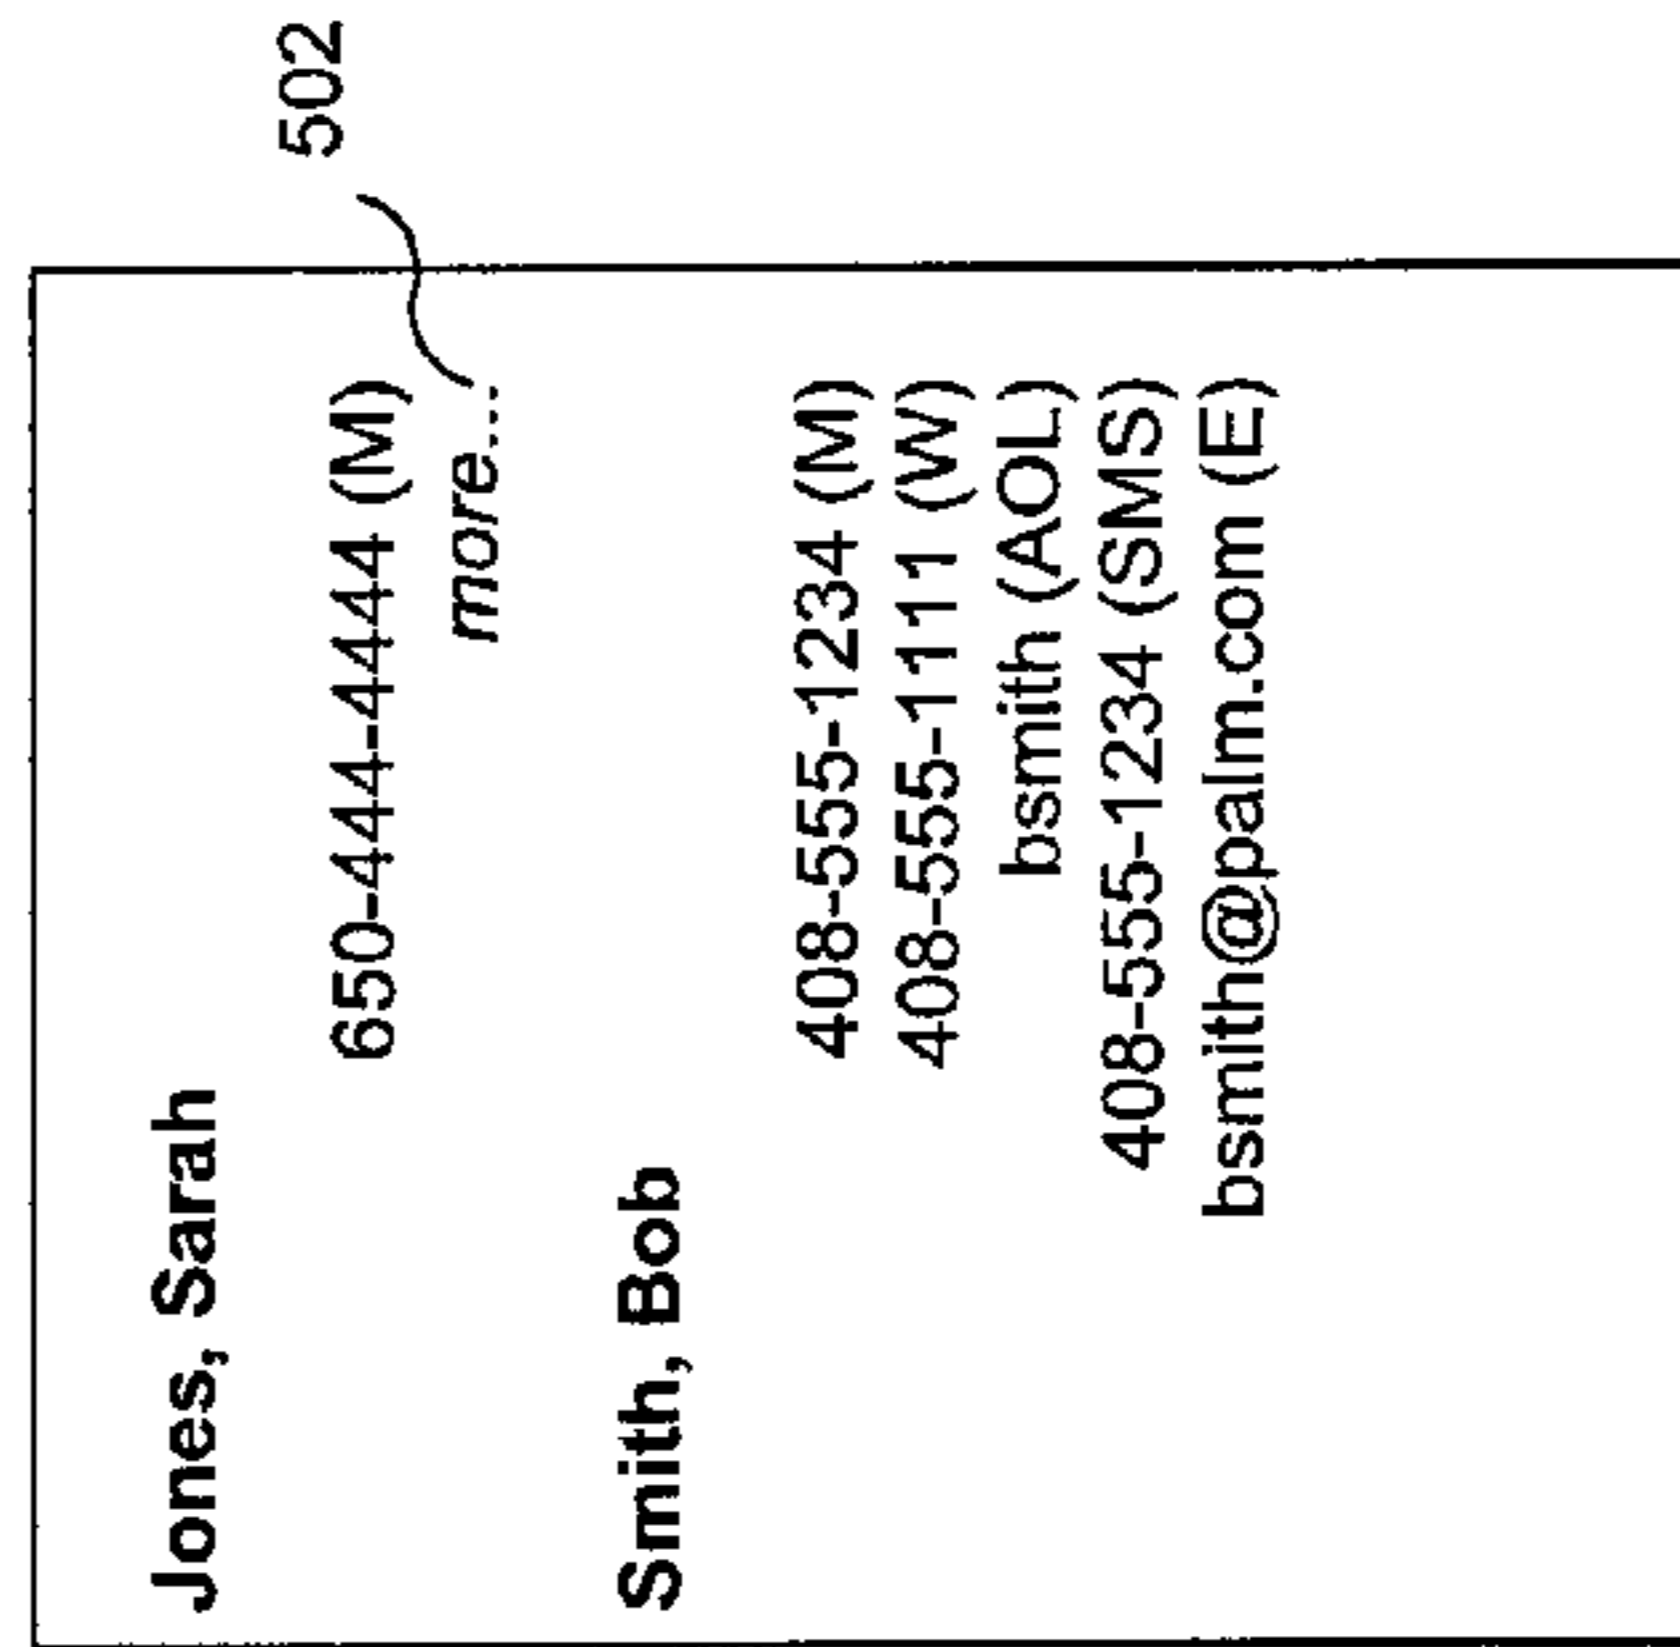 502
Jones, Sarah
650-444-4444 (M)
more...
Smith, Bob
408-555-1234 (M)
408-555-1111 (W)
bsmith (AOL)
408-555-1234 (SMS)
bsmith@palm.com (E)